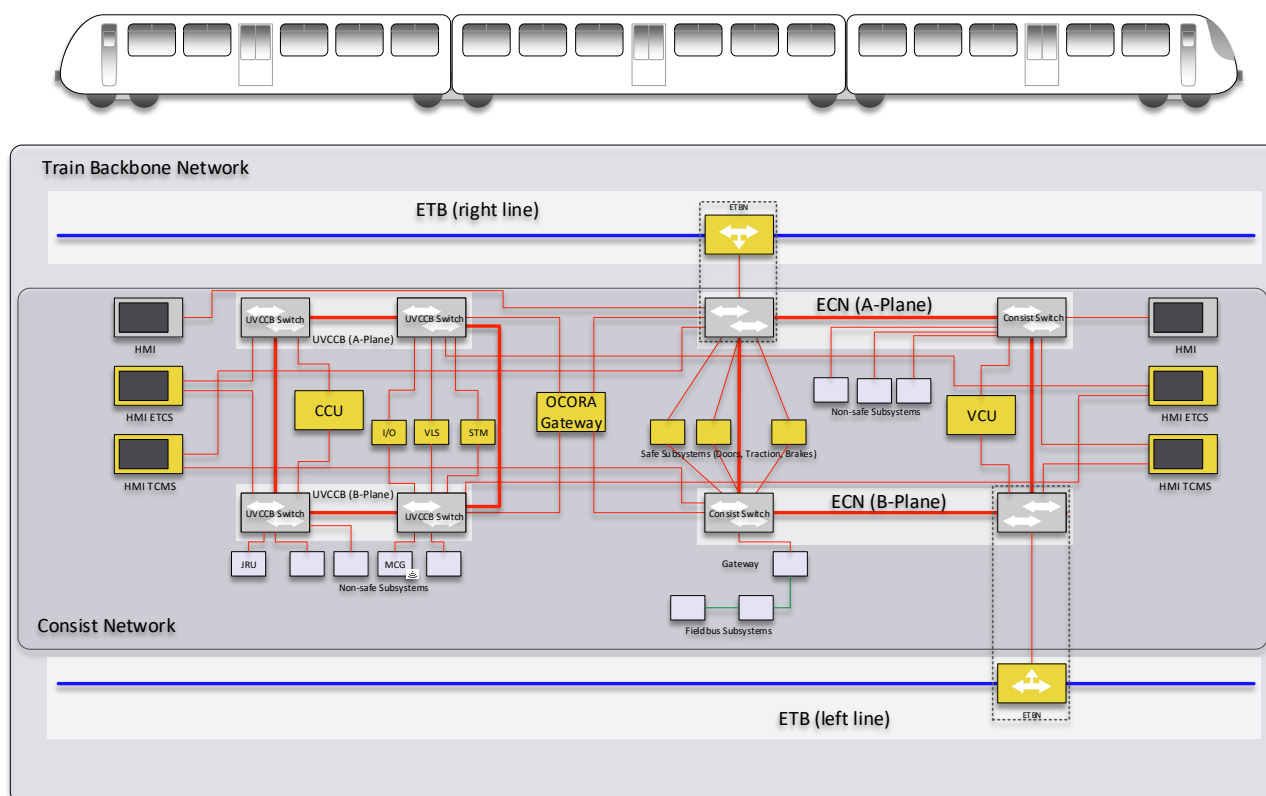 Train Backbone Network
ETB (right line)
ETBN
ECN (A-Plane)
UVCCB Switch
UVCCB Switch
Consist Switch
UVCCB (A-Plane)
HMI
HMI
HMI ETCS
CCU
OCORA
Gateway
Non-safe Subsystems
VCU
HMI ETCS
I/O
VLS
STM
Safe Subsystems (Doors, Traction, Brakes)
HMI TCMS
HMI TCMS
UVCCB (B-Plane)
ECN (B-Plane)
UVCCB Switch
UVCCB Switch
Consist Switch
JRU
MCG
Gateway
Non-safe Subsystems
Consist Network
Fieldbus Subsystems
ETB (left line)
ETBN